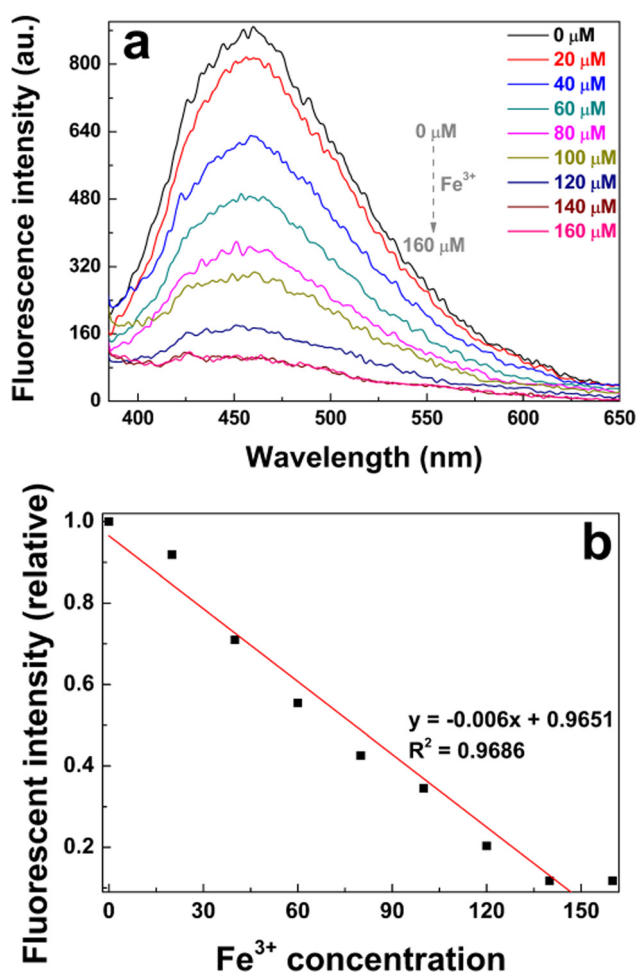 a
Fluorescence intensity (au.)
800
640
480
320
160
0
0 μM
20 μM
40 μM
60 μM
80 μM
100 μM
120 μM
140 μM
160 μM
0 μM
Fe³⁺
160 μM
400 450 500 550 600 650
Wavelength (nm)
b
Fluorescent intensity (relative)
1.0
0.8
0.6
0.4
0.2
y = -0.006x + 0.9651
R² = 0.9686
0 30 60 90 120 150
Fe³⁺ concentration